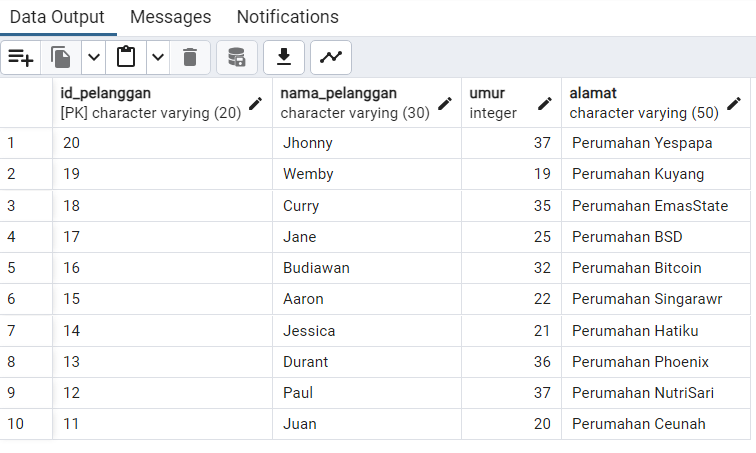 Data Output Messages Notifications
id_pelanggan nama_pelanggan umur alamat
[PK] character varying (20) character varying (30) integer character varying (50)
1 20 Jhonny 37 Perumahan Yespapa
2 19 Wemby 19 Perumahan Kuyang
3 18 Curry 35 Perumahan EmasState
4 17 Jane 25 Perumahan BSD
5 16 Budiawan 32 Perumahan Bitcoin
6 15 Aaron 22 Perumahan Singarawr
7 14 Jessica 21 Perumahan Hatiku
8 13 Durant 36 Perumahan Phoenix
9 12 Paul 37 Perumahan NutriSari
10 11 Juan 20 Perumahan Ceunah